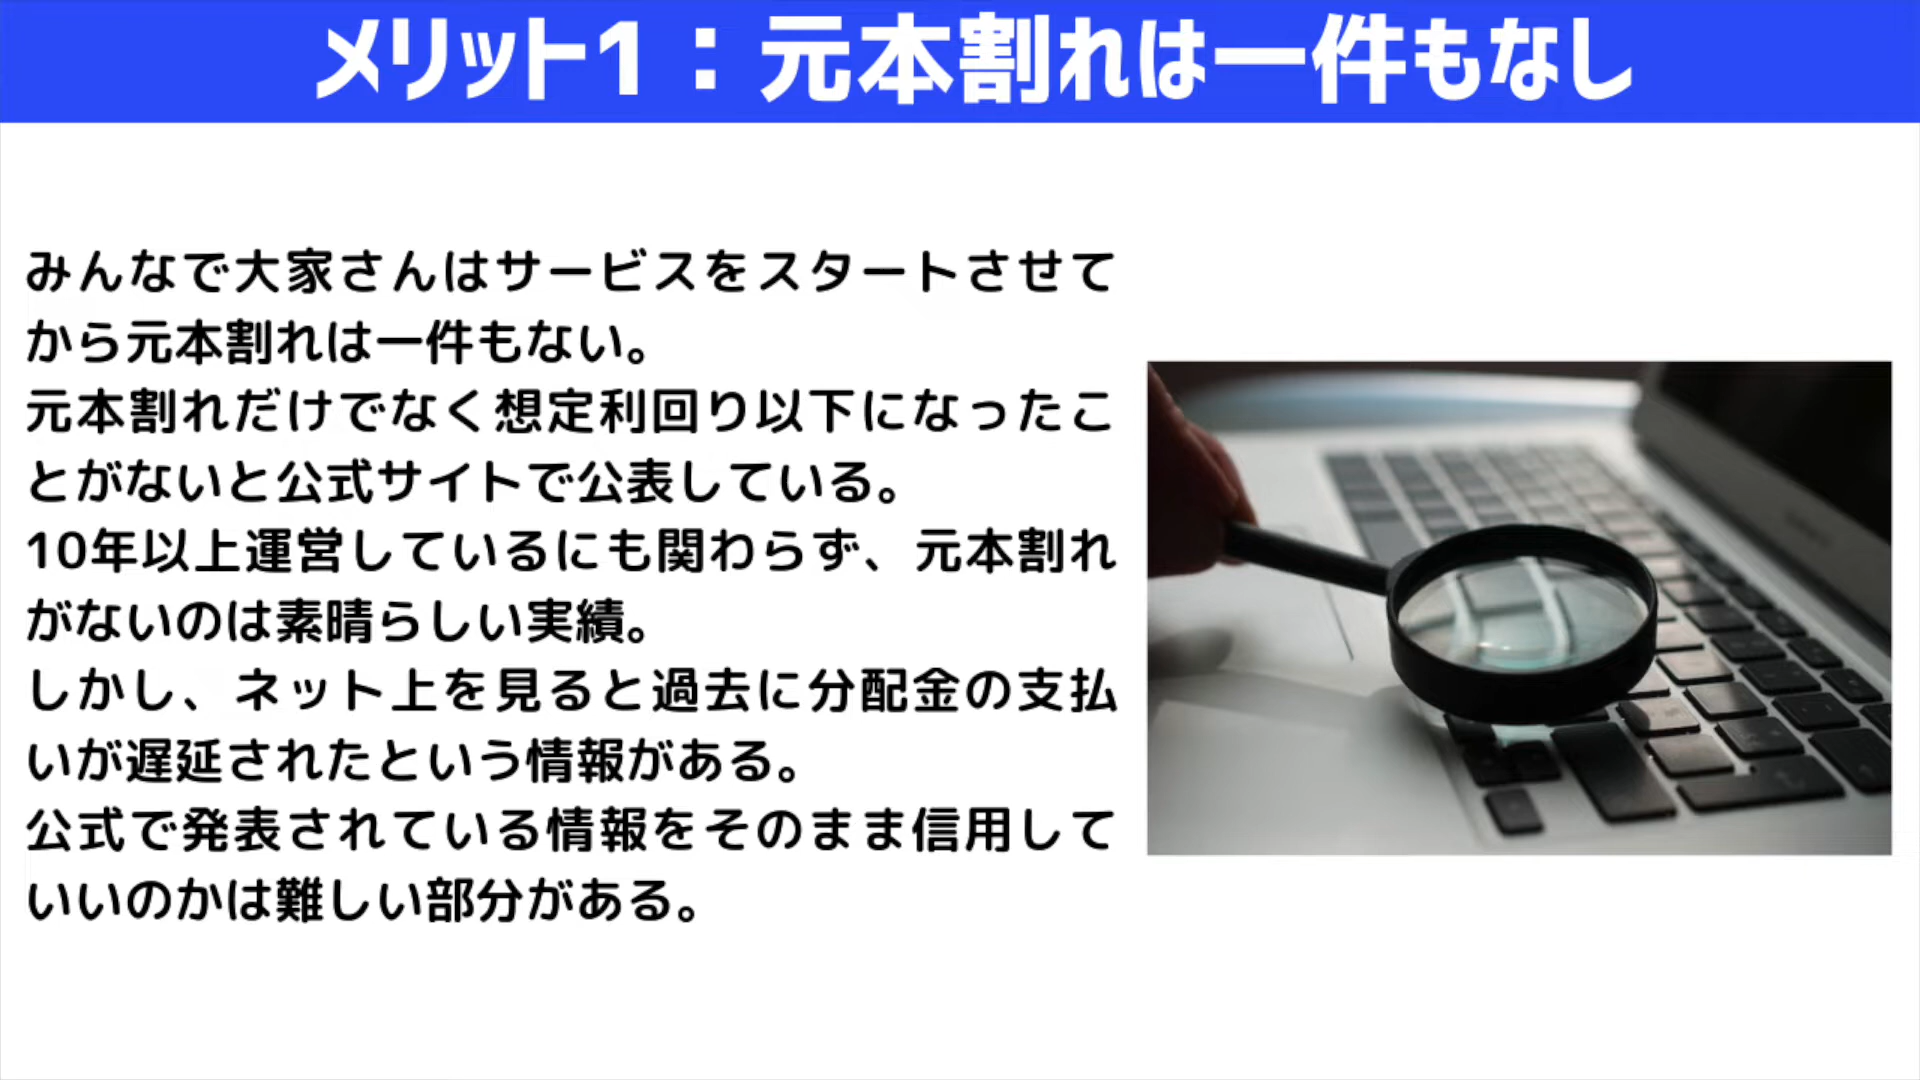 メリット1：元本割れは一件もなし
みんなで大家さんはサービスをスタートさせて
から元本割れは一件もない。
元本割れだけでなく想定利回り以下になったこ
とがないと公式サイトで公表している。
10年以上運営しているにも関わらず、元本割れ
がないのは素晴らしい実績。
しかし、ネット上を見ると過去に分配金の支払
いが遅延されたという情報がある。
公式で発表されている情報をそのまま信用して
いいのかは難しい部分がある。